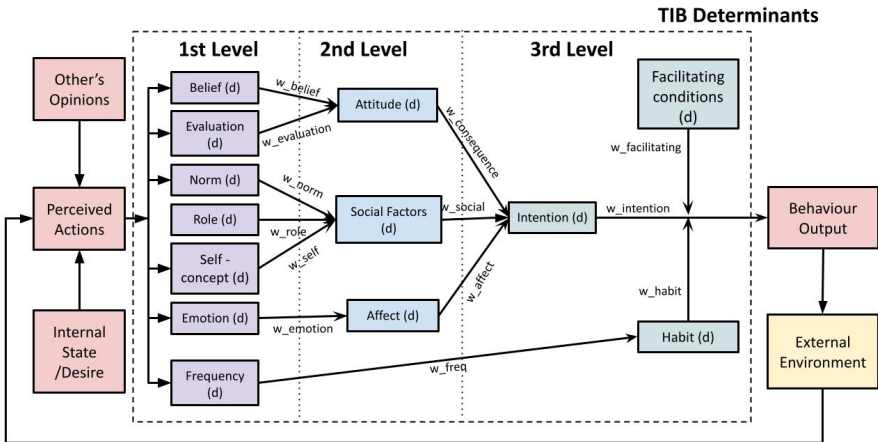 TIB Determinants
1st Level
2nd Level
3rd Level
Other's
Opinions
Perceived
Actions
Internal
State
/Desire
Belief (d)
Evaluation
(d)
Norm (d)
Role (d)
Self -
concept (d)
Emotion (d)
Frequency
(d)
w_belief
w_evaluation
w_norm
w_role
w_self
w_emotion
w_freq
Attitude (d)
Social Factors
(d)
Affect (d)
w_consequence
w_social
w_affect
Intention (d)
Facilitating
conditions
(d)
w_facilitating
w_intention
w_habit
Habit (d)
Behaviour
Output
External
Environment